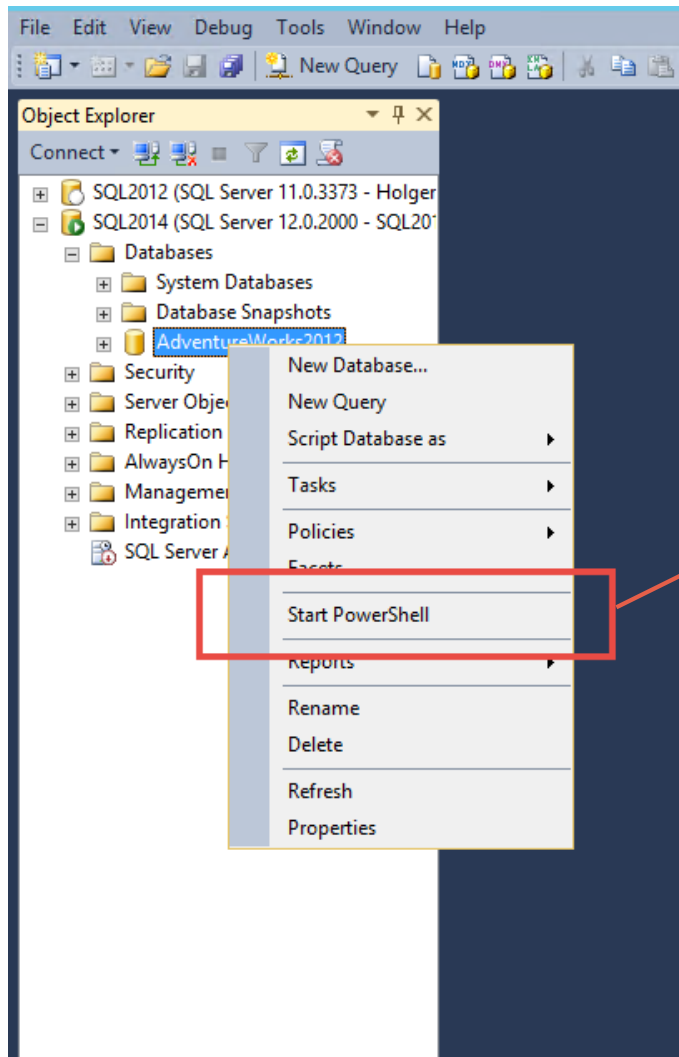 File Edit View Debug Tools Window Help
New Query
Object Explorer
Connect
SQL2012 (SQL Server 11.0.3373 - Holger
SQL2014 (SQL Server 12.0.2000 - SQL20
Databases
System Databases
Database Snapshots
AdventureWorks2012
Security
Server Obje
Replication
AlwaysOn H
Managemen
Integration
SQL Server A
New Database...
New Query
Script Database as
Tasks
Policies
Facets
Start PowerShell
Reports
Rename
Delete
Refresh
Properties